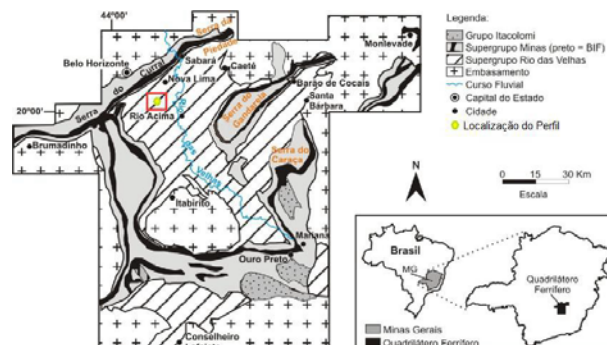 44°00'
Serra da Piedade
Belo Horizonte
Sabará
Caeté
Monlevade
Serra do Curral
Nova Lima
Barão de Cocais
Santa
Bárbara
20°00'
Rio Acima
Serra do Gandarela
Brumadinho
Rio das Velhas
Serra do Caraça
Itabirito
Mariana
Ouro Preto
Conselheiro
Legenda:
Grupo Itacolomi
Supergrupo Minas (preto = BIF)
Supergrupo Rio das Velhas
Embasamento
Curso Fluvial
Capital do Estado
Cidade
Localização do Perfil
N
0 15 30 Km
Escala
Brasil
MG
Quadrilátero
Ferrífero
Minas Gerais
Quadrilátero Ferrífero